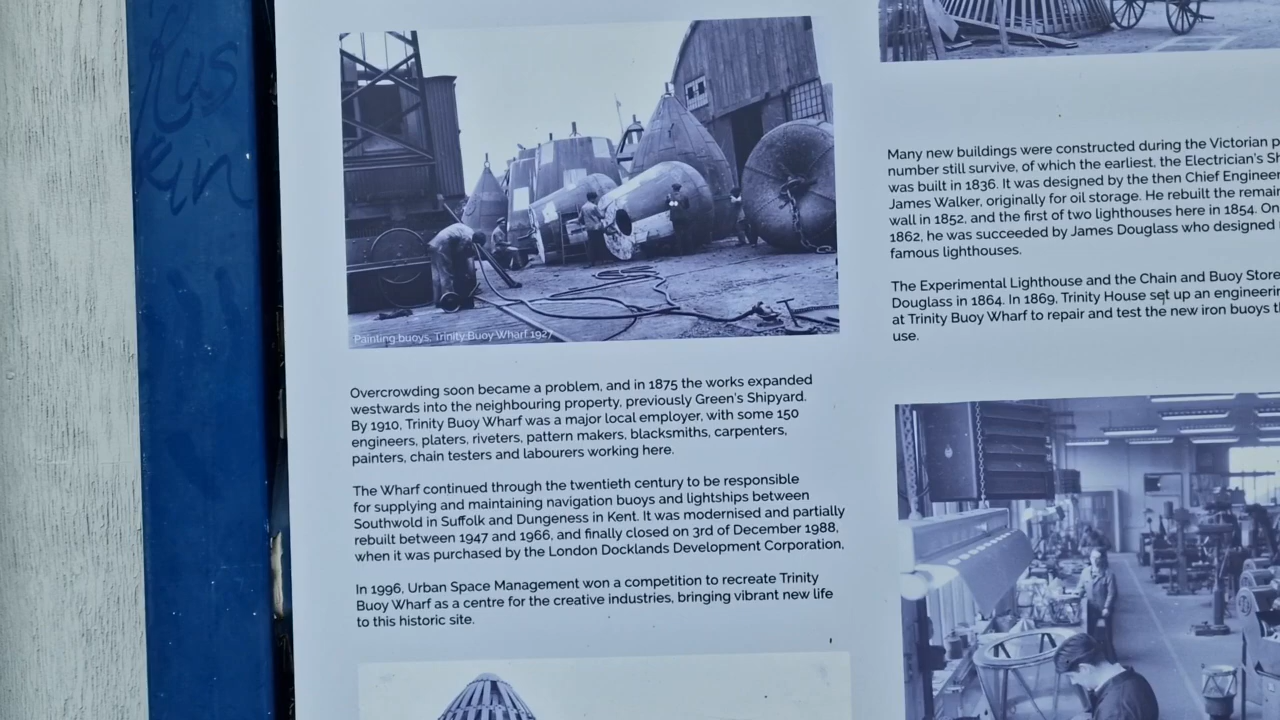 Painting buoys, Trinity Buoy Wharf 1927
Overcrowding soon became a problem, and in 1875 the works expanded
westwards into the neighbouring property, previously Green's Shipyard.
By 1910, Trinity Buoy Wharf was a major local employer, with some 150
engineers, platers, riveters, pattern makers, blacksmiths, carpenters,
painters, chain testers and labourers working here.
The Wharf continued through the twentieth century to be responsible
for supplying and maintaining navigation buoys and lightships between
Southwold in Suffolk and Dungeness in Kent. It was modernised and partially
rebuilt between 1947 and 1966, and finally closed on 3rd of December 1988,
when it was purchased by the London Docklands Development Corporation,
In 1996, Urban Space Management won a competition to recreate Trinity
Buoy Wharf as a centre for the creative industries, bringing vibrant new life
to this historic site.
Many new buildings were constructed during the Victorian p
number still survive, of which the earliest, the Electrician's Sh
was built in 1836. It was designed by the then Chief Engineer
James Walker, originally for oil storage. He rebuilt the remai
wall in 1852, and the first of two lighthouses here in 1854. On
1862, he was succeeded by James Douglass who designed
famous lighthouses.
The Experimental Lighthouse and the Chain and Buoy Store
Douglass in 1864. In 1869, Trinity House set up an engineerin
at Trinity Buoy Wharf to repair and test the new iron buoys t
use.